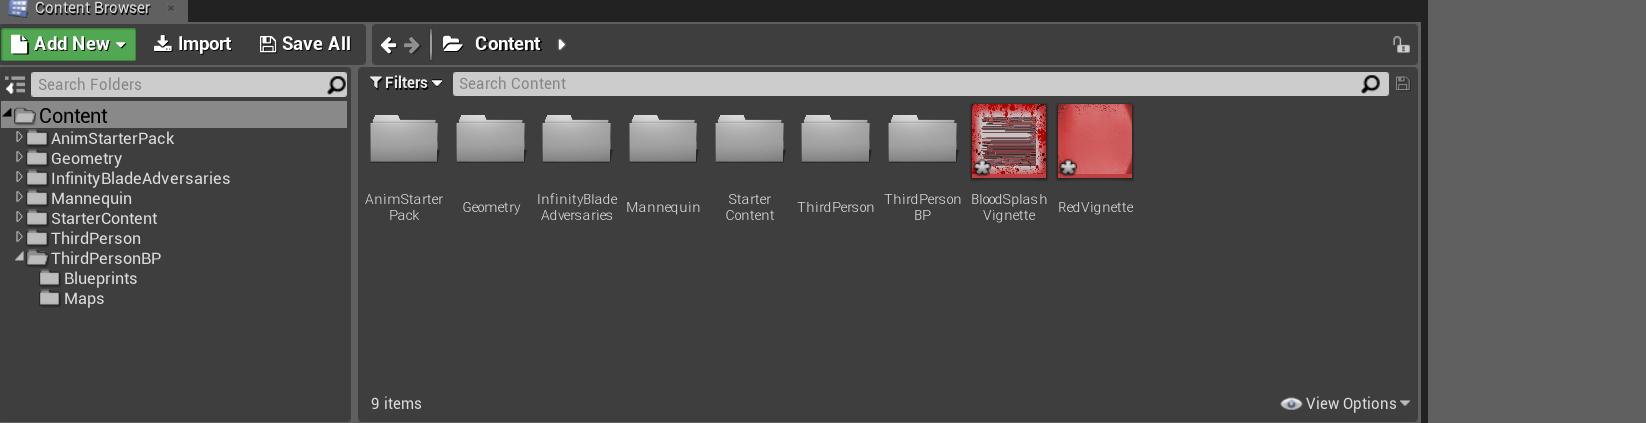 Content Browser
Add New
Import
Save All
Content
Search Folders
Filters
Search Content
Content
AnimStarterPack
Geometry
InfinityBladeAdversaries
Mannequin
StarterContent
ThirdPerson
ThirdPersonBP
Blueprints
Maps
AnimStarter
Pack
Geometry
InfinityBlade
Adversaries
Mannequin
Starter
Content
ThirdPerson
ThirdPerson
BP
BloodSplash
Vignette
RedVignette
9 items
View Options